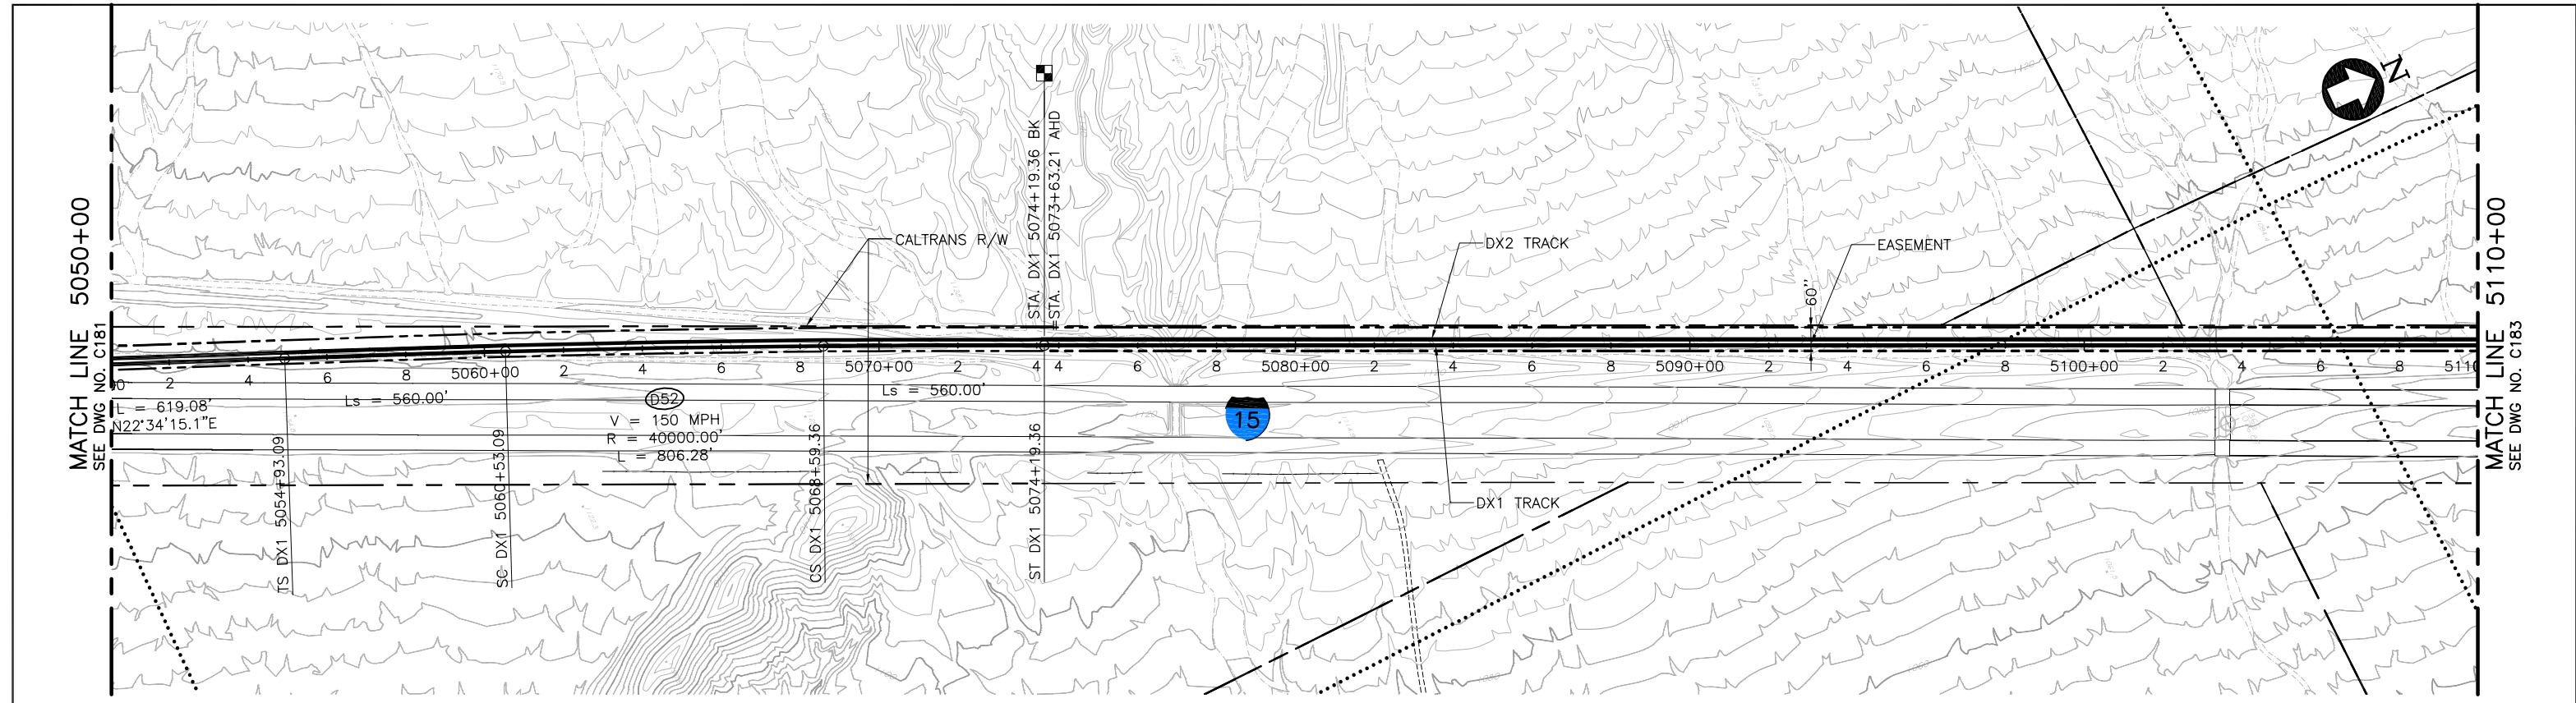 MATCH LINE 5050+00
SEE DWG NO. C181
L = 619.08'
N22°34'15.1"E
00 2 4 6 8 5060+00 2 4 6 8 5070+00 2 4 4 6 8 5080+00 2 4 6 8 5090+00 2 4 6 8 5100+00 2 4 6 8 5110
TS DX1 5054+93.09
Ls = 560.00'
SC DX1 5060+53.09
D52
V = 150 MPH
R = 40000.00'
L = 806.28'
CS DX1 5068+59.36
CALTRANS R/W
Ls = 560.00'
STA. DX1 5074+19.36 BK
=STA. DX1 5073+63.21 AHD
ST DX1 5074+19.36
15
DX2 TRACK
DX1 TRACK
60"
EASEMENT
N
MATCH LINE 5110+00
SEE DWG NO. C183